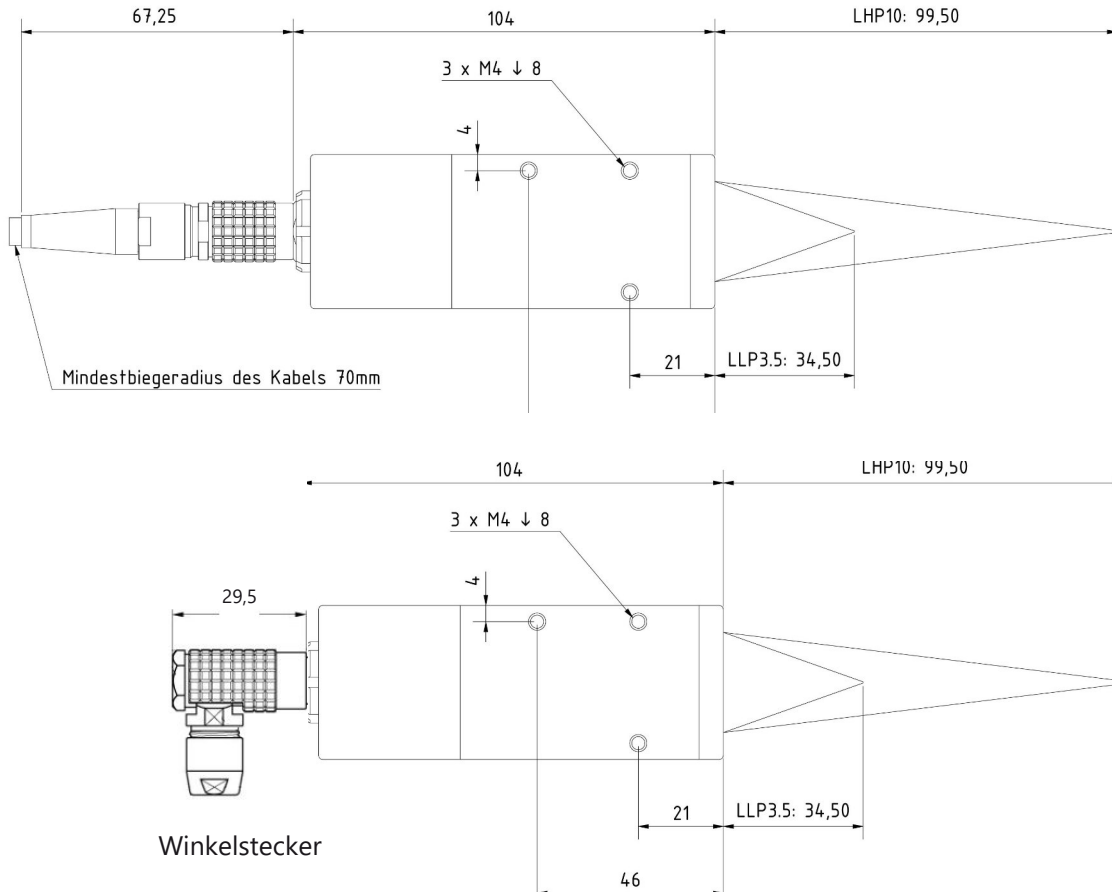 67,25
104
LHP10: 99,50
3 x M4 ↓ 8
4
21
LLP3.5: 34,50
Mindestbiegeradius des Kabels 70mm
104
LHP10: 99,50
3 x M4 ↓ 8
4
29,5
21
LLP3.5: 34,50
Winkelstecker
46